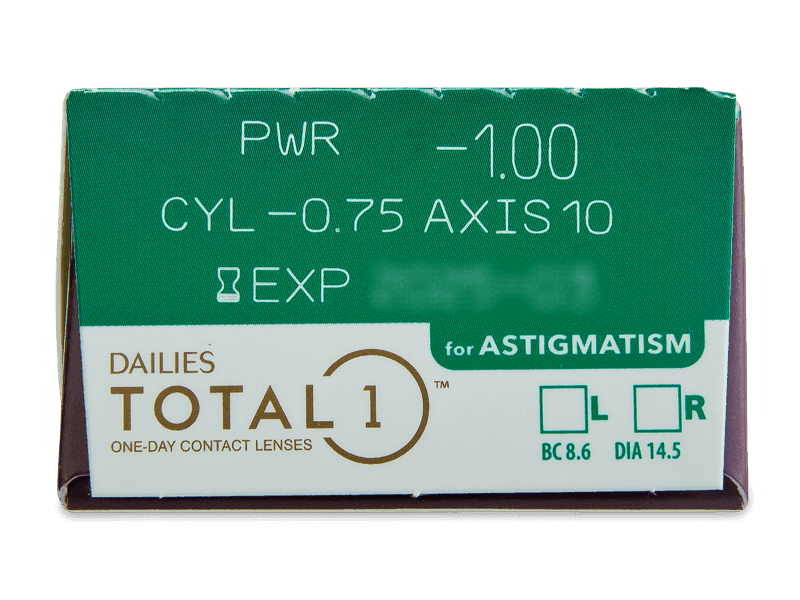 PWR -1.00
CYL -0.75 AXIS 10
EXP
for ASTIGMATISM
DAILIES
TOTAL 1™
ONE-DAY CONTACT LENSES
L R
BC 8.6 DIA 14.5